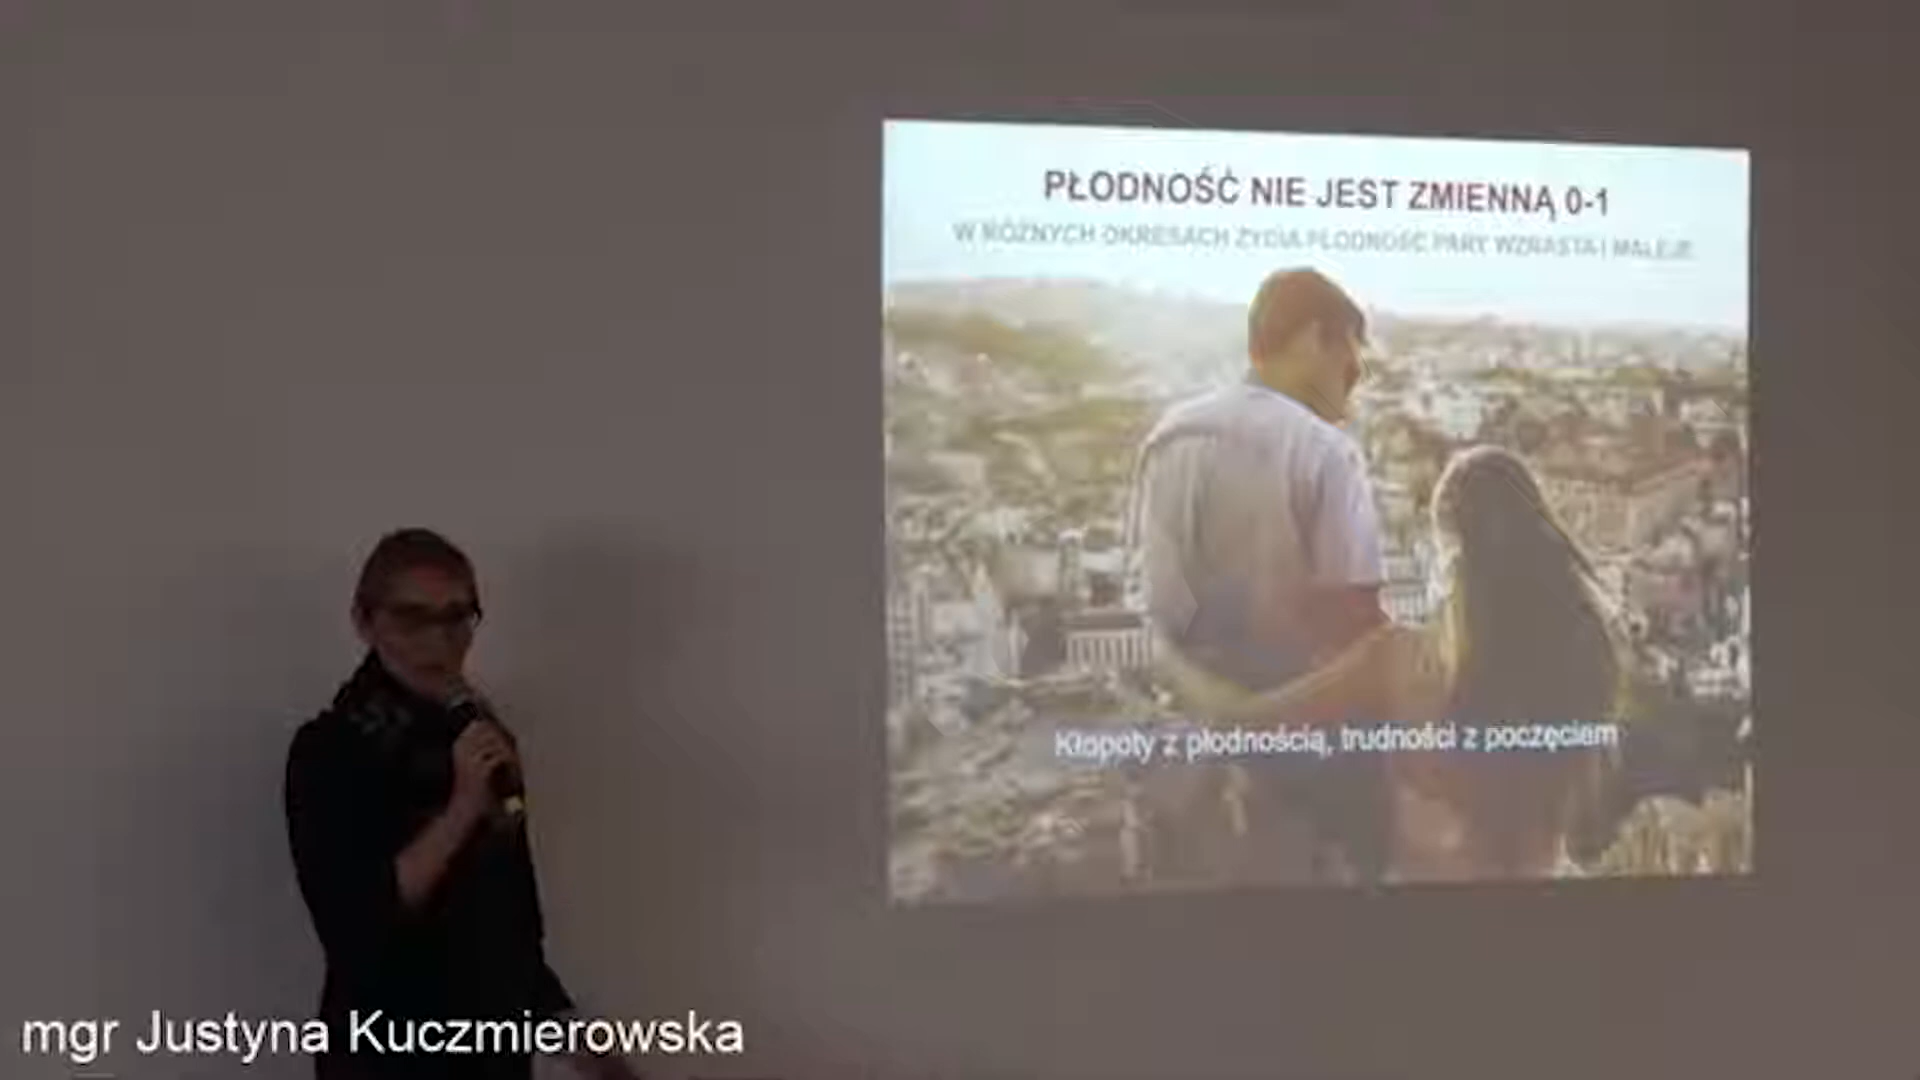 PŁODNOŚĆ NIE JEST ZMIENNĄ 0-1
W RÓŻNYCH OKRESACH ŻYCIA PŁODNOŚĆ PARY WZRASTA I MALEJE
Kłopoty z płodnością, trudności z poczęciem
mgr Justyna Kuczmierowska